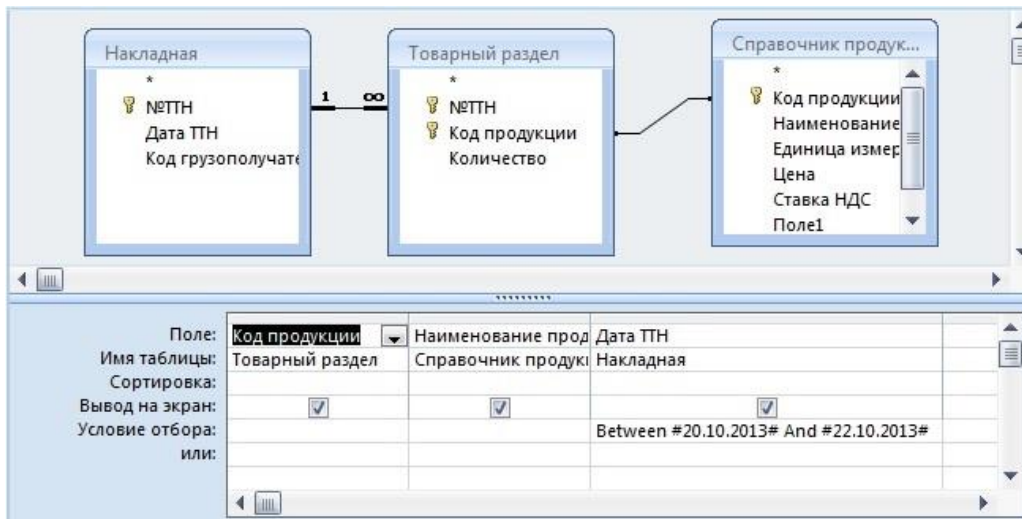 Накладная
*
№ТТН
Дата ТТН
Код грузополучате
1 ∞
Товарный раздел
*
№ТТН
Код продукции
Количество
Справочник продук...
*
Код продукции
Наименование
Единица измер
Цена
Ставка НДС
Поле1
Поле: Код продукции Наименование прод Дата ТТН
Имя таблицы: Товарный раздел Справочник продукі Накладная
Сортировка:
Вывод на экран:
Условие отбора: Between #20.10.2013# And #22.10.2013#
или: